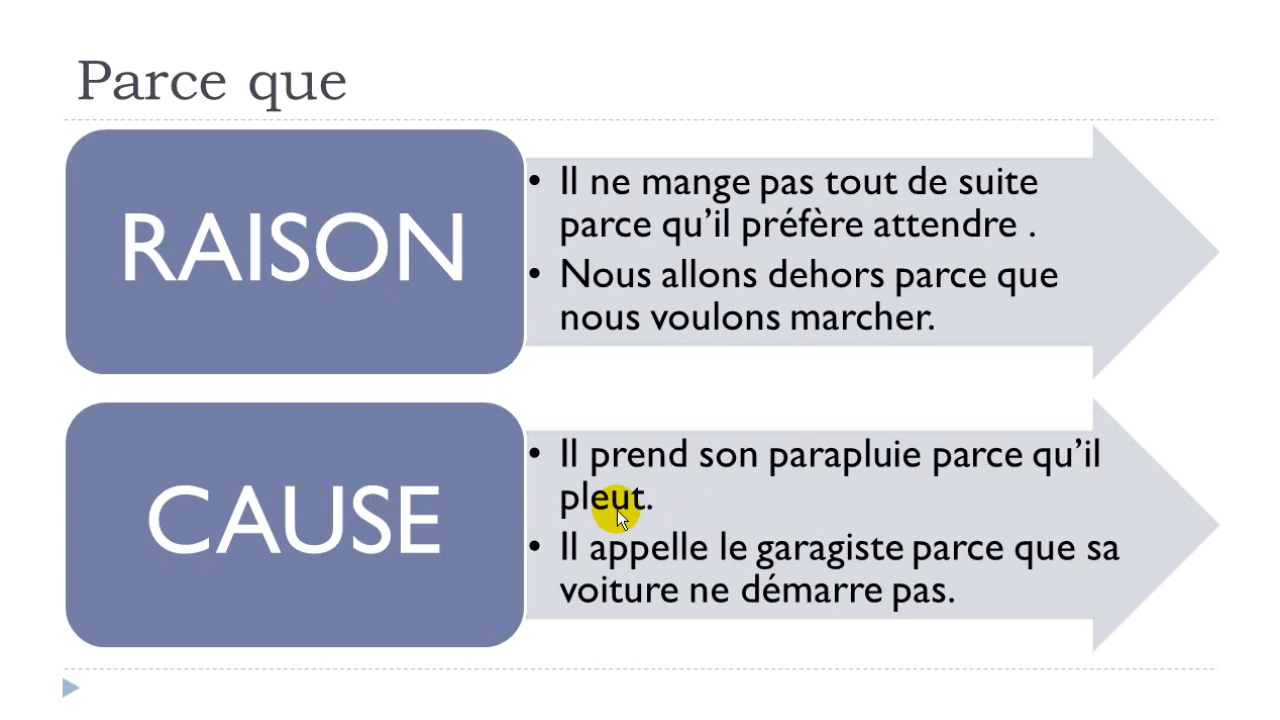 Parce que
RAISON
• Il ne mange pas tout de suite
parce qu’il préfère attendre .
• Nous allons dehors parce que
nous voulons marcher.
CAUSE
• Il prend son parapluie parce qu’il
pleut.
• Il appelle le garagiste parce que sa
voiture ne démarre pas.